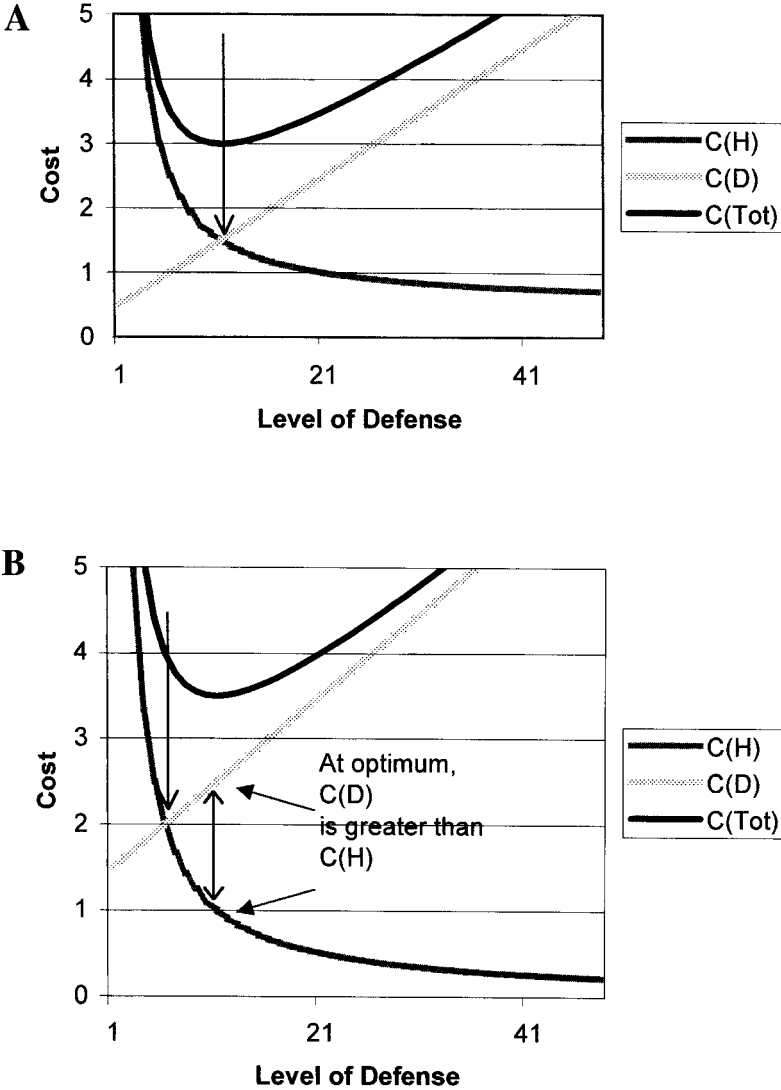 A
5
4
3
2
1
0
Cost
1 21 41
Level of Defense
C(H)
C(D)
C(Tot)
B
5
4
3
2
1
0
Cost
At optimum,
C(D)
is greater than
C(H)
1 21 41
Level of Defense
C(H)
C(D)
C(Tot)